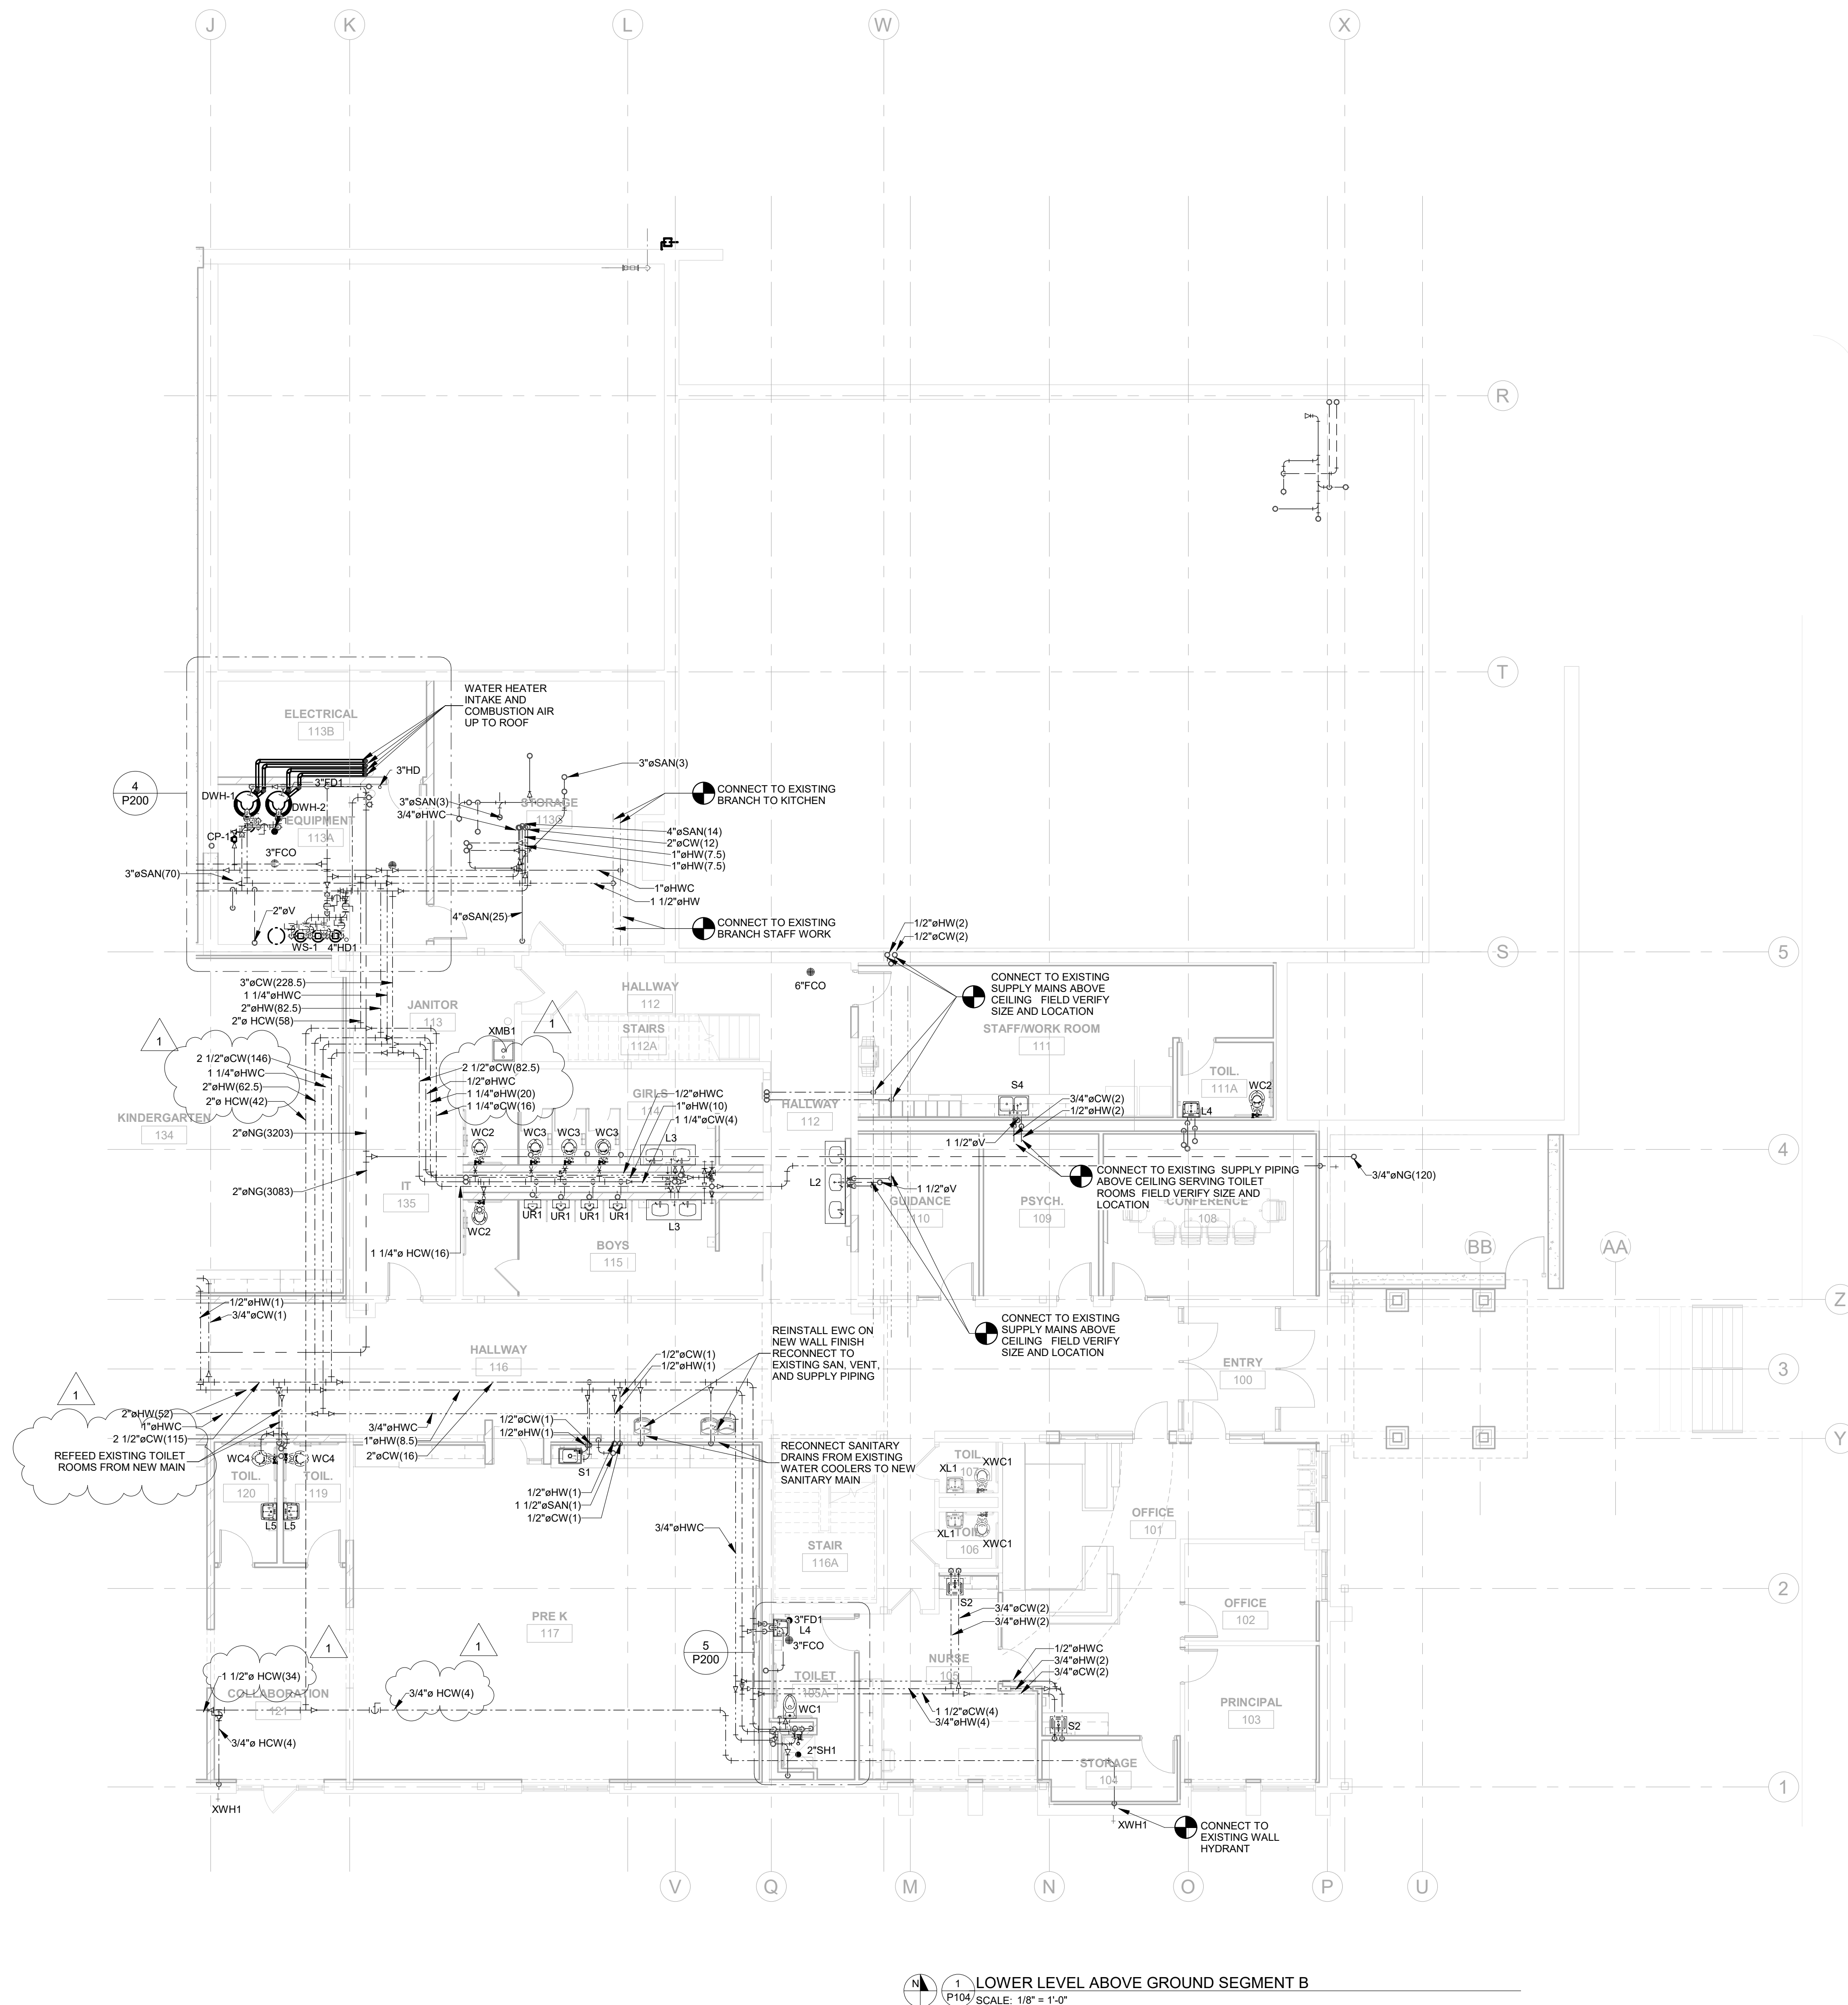 J
K
L
W
X
R
T
S
5
4
Z
3
Y
2
1
BB
AA
V
Q
M
N
O
P
U
WATER HEATER
INTAKE AND
COMBUSTION AIR
UP TO ROOF
ELECTRICAL
113B
4
P200
3"FD1
3"HD
DWH-1
DWH-2
EQUIPMENT
113A
CP-1
3"FCO
3"øSAN(70)
2"øV
WS-1
4"HD1
3"øSAN(3)
3"øSAN(3)
3/4"øHWC
STORAGE
113C
CONNECT TO EXISTING
BRANCH TO KITCHEN
4"øSAN(14)
2"øCW(12)
1"øHW(7.5)
1"øHW(7.5)
1"øHWC
1 1/2"øHW
4"øSAN(25)
CONNECT TO EXISTING
BRANCH STAFF WORK
1/2"øHW(2)
1/2"øCW(2)
6"FCO
CONNECT TO EXISTING
SUPPLY MAINS ABOVE
CEILING FIELD VERIFY
SIZE AND LOCATION
3"øCW(228.5)
1 1/4"øHWC
2"øHW(82.5)
2"ø HCW(58)
JANITOR
113
HALLWAY
112
STAIRS
112A
XMB1
1
1
STAFF/WORK ROOM
111
2 1/2"øCW(146)
1 1/4"øHWC
2"øHW(62.5)
2"ø HCW(42)
2 1/2"øCW(82.5)
1/2"øHWC
1 1/4"øHW(20)
1 1/4"øCW(16)
GIRLS
114
1/2"øHWC
1"øHW(10)
1 1/4"øCW(4)
KINDERGARTEN
134
2"øNG(3203)
2"øNG(3083)
WC2
WC3
WC3
WC3
L3
HALLWAY
112
S4
3/4"øCW(2)
1/2"øHW(2)
1 1/2"øV
TOIL.
111A
WC2
L4
CONNECT TO EXISTING SUPPLY PIPING
ABOVE CEILING SERVING TOILET
ROOMS FIELD VERIFY SIZE AND
LOCATION
3/4"øNG(120)
IT
135
WC2
UR1
UR1
UR1
UR1
L3
L2
1 1/2"øV
GUIDANCE
110
PSYCH.
109
CONFERENCE
108
1 1/4"ø HCW(16)
BOYS
115
1/2"øHW(1)
3/4"øCW(1)
REINSTALL EWC ON
NEW WALL FINISH
RECONNECT TO
EXISTING SAN, VENT,
AND SUPPLY PIPING
CONNECT TO EXISTING
SUPPLY MAINS ABOVE
CEILING FIELD VERIFY
SIZE AND LOCATION
HALLWAY
116
1/2"øCW(1)
1/2"øHW(1)
ENTRY
100
1
2"øHW(52)
1"øHWC
2 1/2"øCW(115)
REFEED EXISTING TOILET
ROOMS FROM NEW MAIN
3/4"øHWC
1"øHW(8.5)
2"øCW(16)
1/2"øCW(1)
1/2"øHW(1)
S1
WC4
WC4
TOIL.
120
TOIL.
119
L5
L5
1/2"øHW(1)
1 1/2"øSAN(1)
1/2"øCW(1)
RECONNECT SANITARY
DRAINS FROM EXISTING
WATER COOLERS TO NEW
SANITARY MAIN
TOIL.
107
XL1
XWC1
XL1
TOIL.
106
XWC1
OFFICE
101
3/4"øHWC
STAIR
116A
S2
3/4"øCW(2)
3/4"øHW(2)
OFFICE
102
PRE K
117
1
1
5
P200
3"FD1
L4
3"FCO
TOILET
105A
WC1
NURSE
105
1/2"øHWC
3/4"øHW(2)
3/4"øCW(2)
1 1/2"øCW(4)
3/4"øHW(4)
1 1/2"ø HCW(34)
COLLABORATION
121
3/4"ø HCW(4)
3/4"ø HCW(4)
2"SH1
S2
PRINCIPAL
103
STORAGE
104
XWH1
XWH1
CONNECT TO
EXISTING WALL
HYDRANT
N
1
P104
LOWER LEVEL ABOVE GROUND SEGMENT B
SCALE: 1/8" = 1'-0"